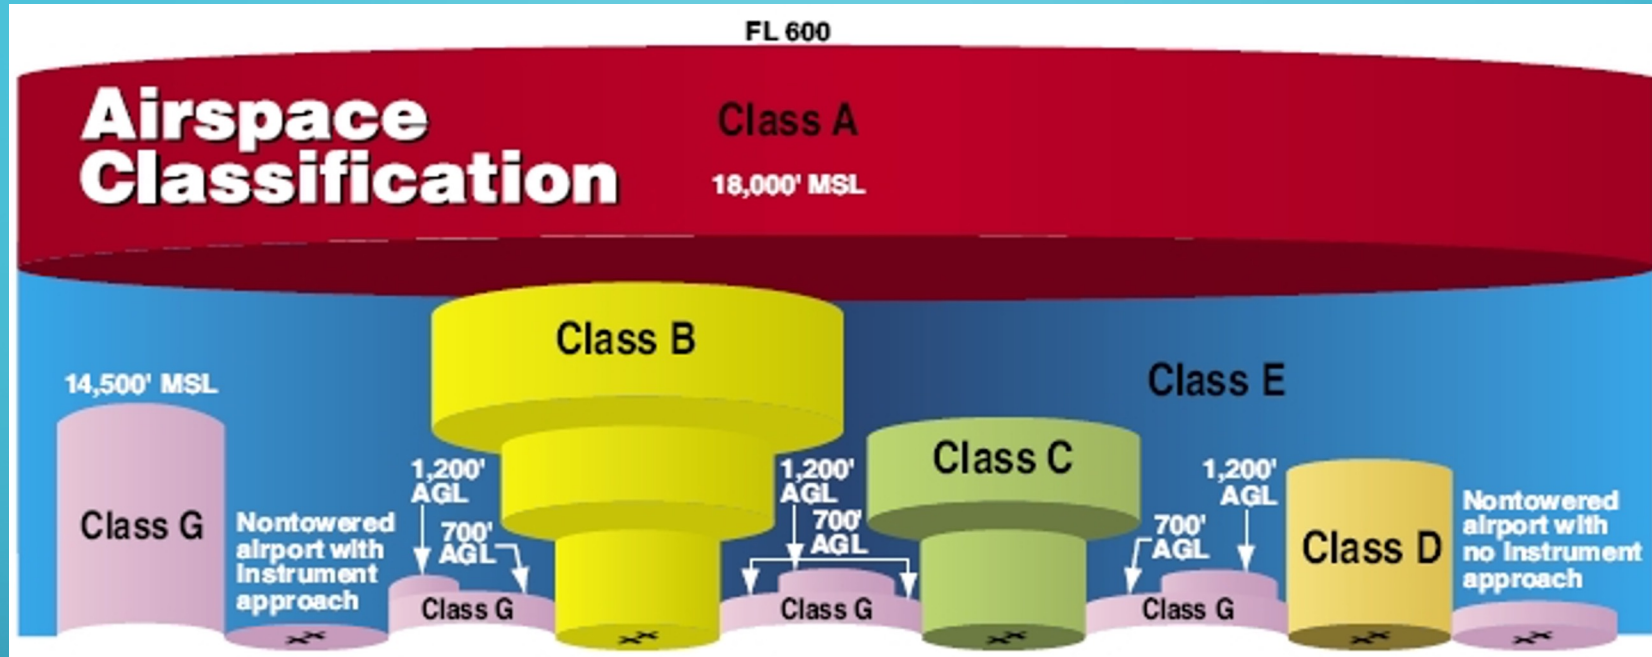 FL 600
Airspace
Classification
Class A
18,000' MSL
Class B
Class E
14,500' MSL
Class G
Nontowered
airport with
Instrument
approach
1,200'
AGL
700'
AGL
Class G
1,200'
AGL
700'
AGL
Class G
Class C
1,200'
AGL
700'
AGL
Class G
Class D
Nontowered
airport with
no Instrument
approach